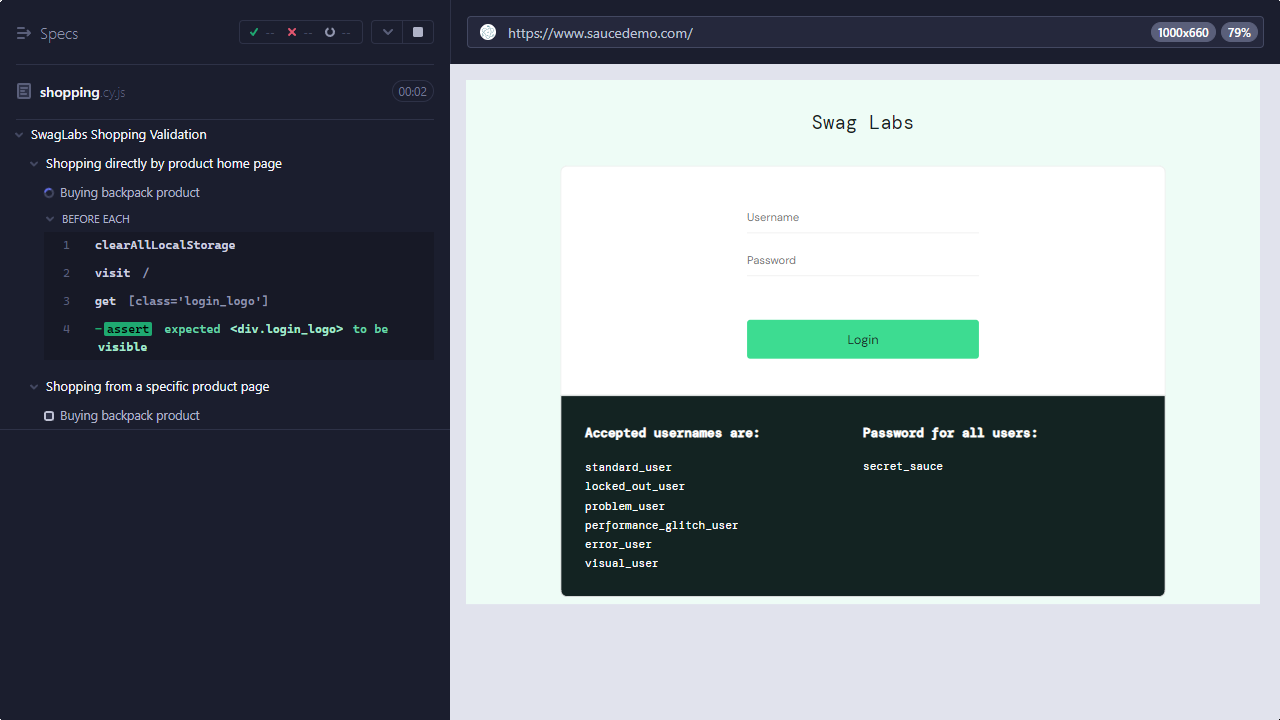 Specs
-- -- --
shopping.cy.js 00:02
SwagLabs Shopping Validation
Shopping directly by product home page
Buying backpack product
BEFORE EACH
1 clearAllLocalStorage
2 visit /
3 get [class='login_logo']
4 -assert expected <div.login_logo> to be
visible
Shopping from a specific product page
Buying backpack product
https://www.saucedemo.com/ 1000x660 79%
Swag Labs
Username
Password
Login
Accepted usernames are:
standard_user
locked_out_user
problem_user
performance_glitch_user
error_user
visual_user
Password for all users:
secret_sauce